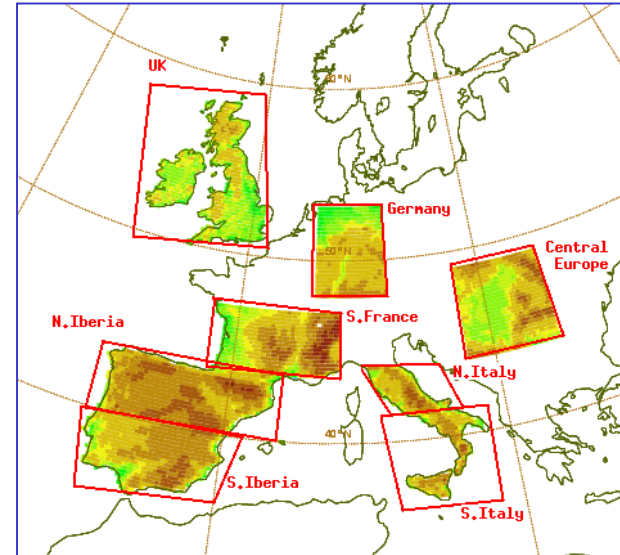 UK
60°N
Germany
50°N
Central
Europe
N.Iberia
S.France
N.Italy
40°N
S.Iberia
S.Italy